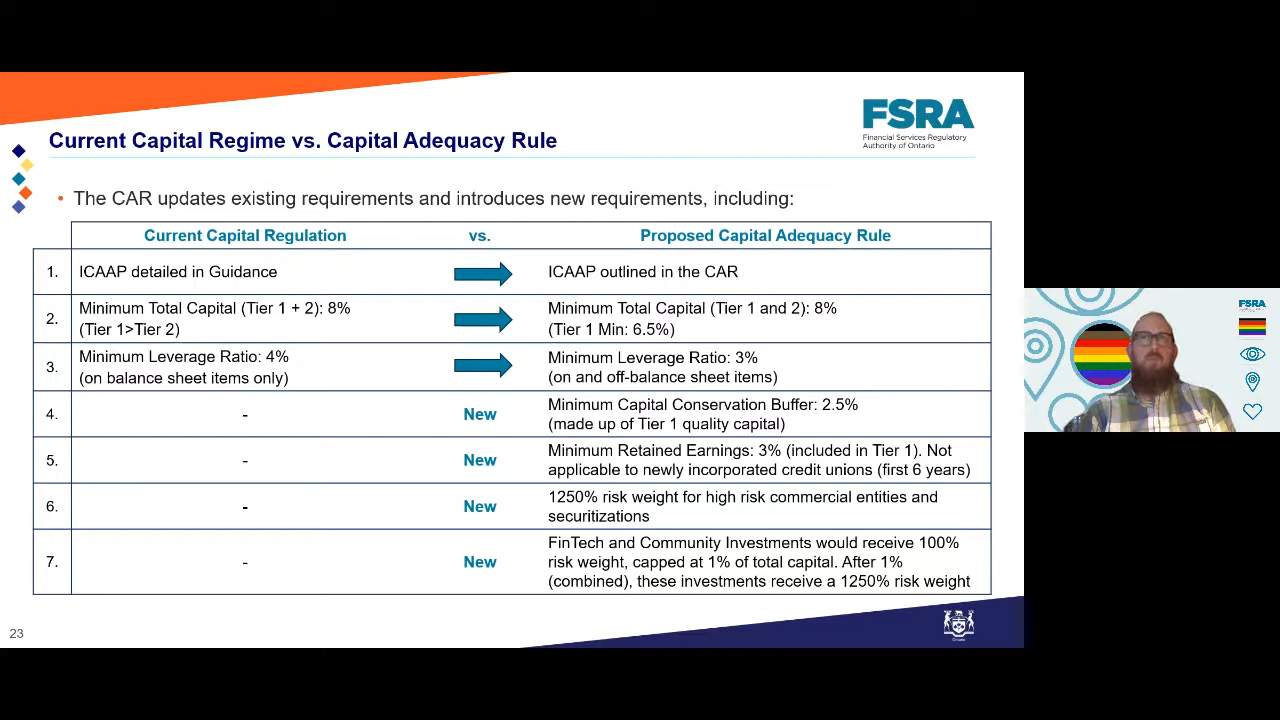 FSRA
Financial Services Regulatory
Authority of Ontario
Current Capital Regime vs. Capital Adequacy Rule
• The CAR updates existing requirements and introduces new requirements, including:
Current Capital Regulation vs. Proposed Capital Adequacy Rule
1. ICAAP detailed in Guidance ICAAP outlined in the CAR
2. Minimum Total Capital (Tier 1 + 2): 8% Minimum Total Capital (Tier 1 and 2): 8%
(Tier 1>Tier 2) (Tier 1 Min: 6.5%)
3. Minimum Leverage Ratio: 4% Minimum Leverage Ratio: 3%
(on balance sheet items only) (on and off-balance sheet items)
4. - New Minimum Capital Conservation Buffer: 2.5%
(made up of Tier 1 quality capital)
5. - New Minimum Retained Earnings: 3% (included in Tier 1). Not
applicable to newly incorporated credit unions (first 6 years)
6. - New 1250% risk weight for high risk commercial entities and
securitizations
7. - New FinTech and Community Investments would receive 100%
risk weight, capped at 1% of total capital. After 1%
(combined), these investments receive a 1250% risk weight
23
Ontario
FSRA